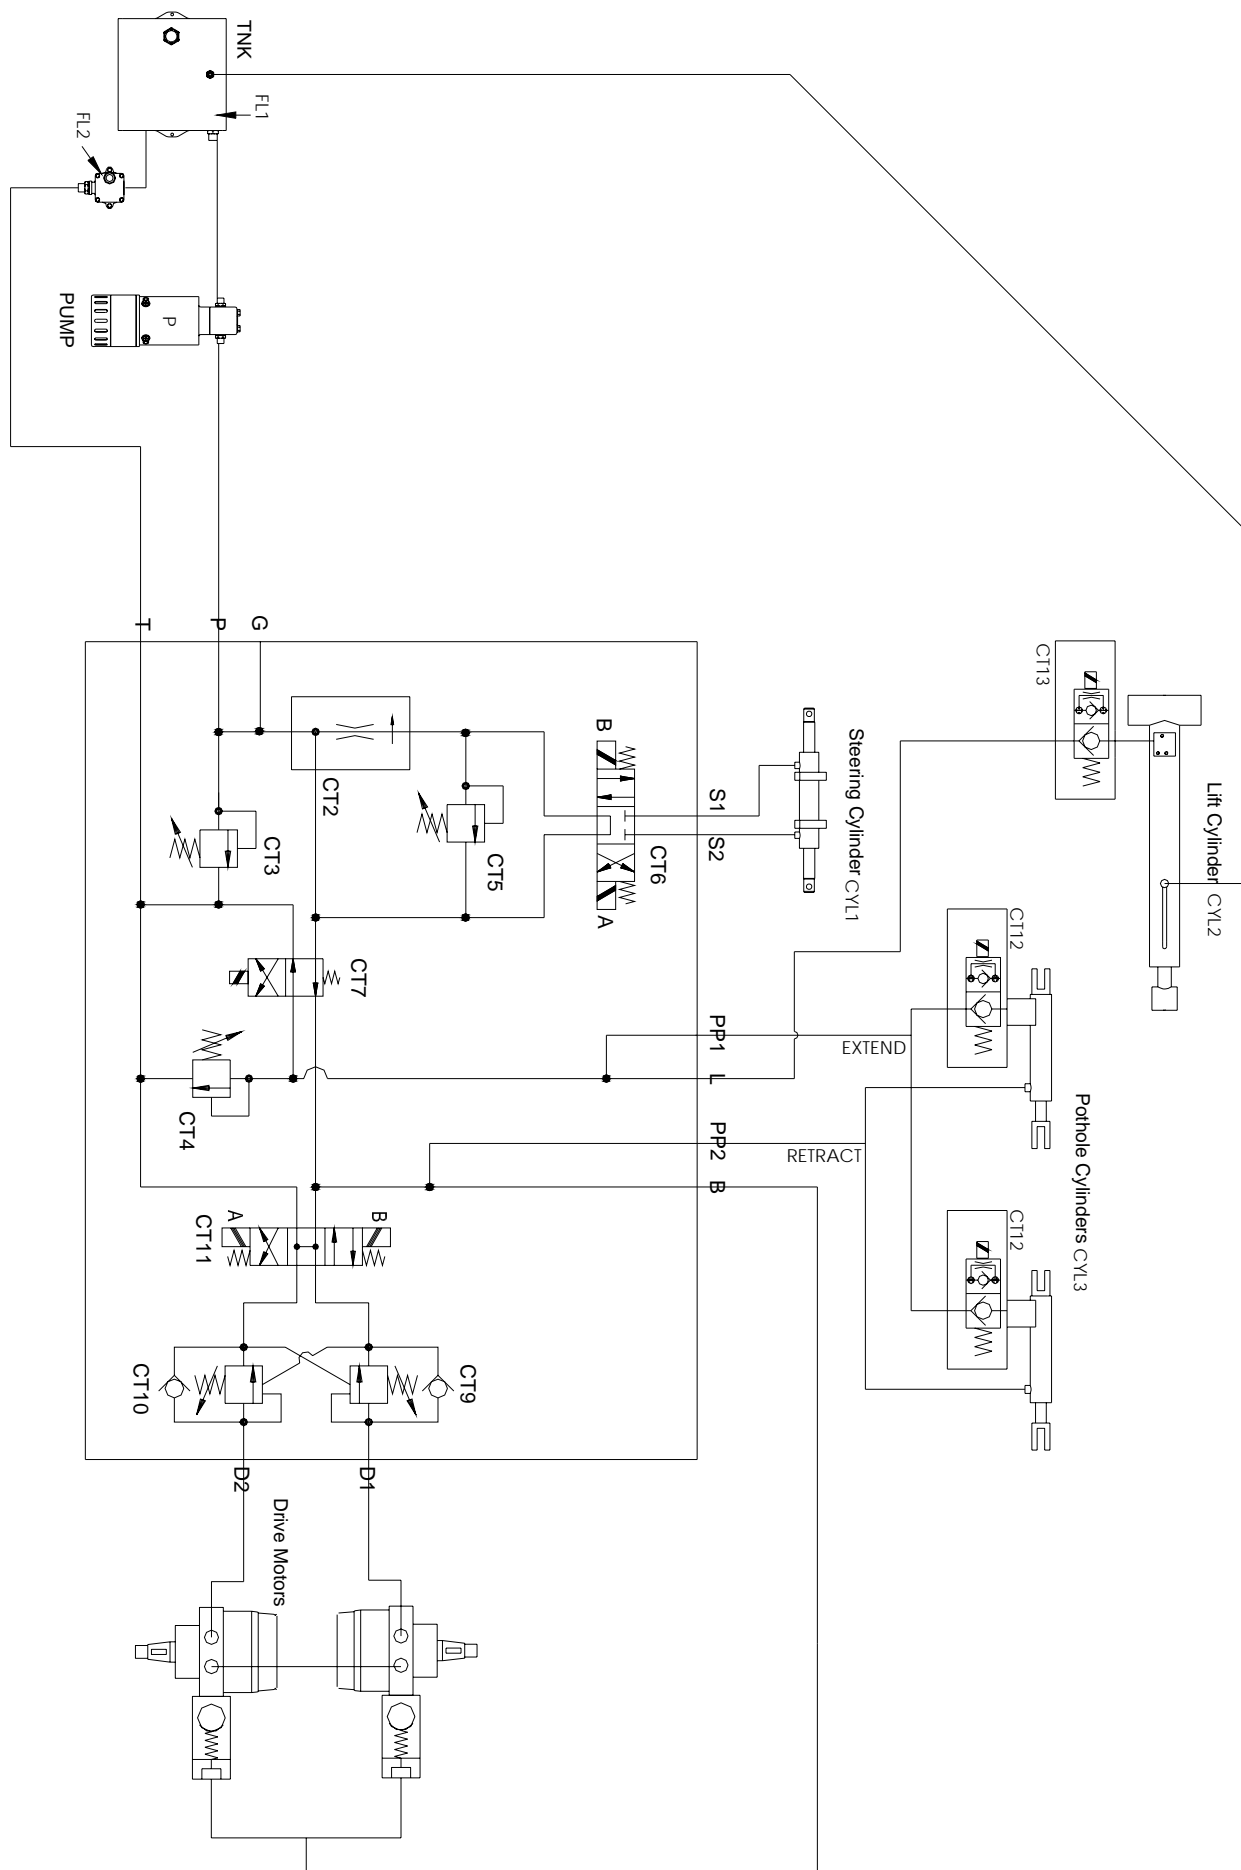 TNK
FL1
FL2
P
PUMP
T
P
G
CT13
Lift Cylinder CYL2
Steering Cylinder CYL1
B
CT2
S1
S2
CT3
CT5
CT6
A
CT12
CT7
PP1
EXTEND
L
CT4
Pothole Cylinders CYL3
PP2
RETRACT
B
CT12
A
B
CT11
CT10
CT9
D2
D1
Drive Motors